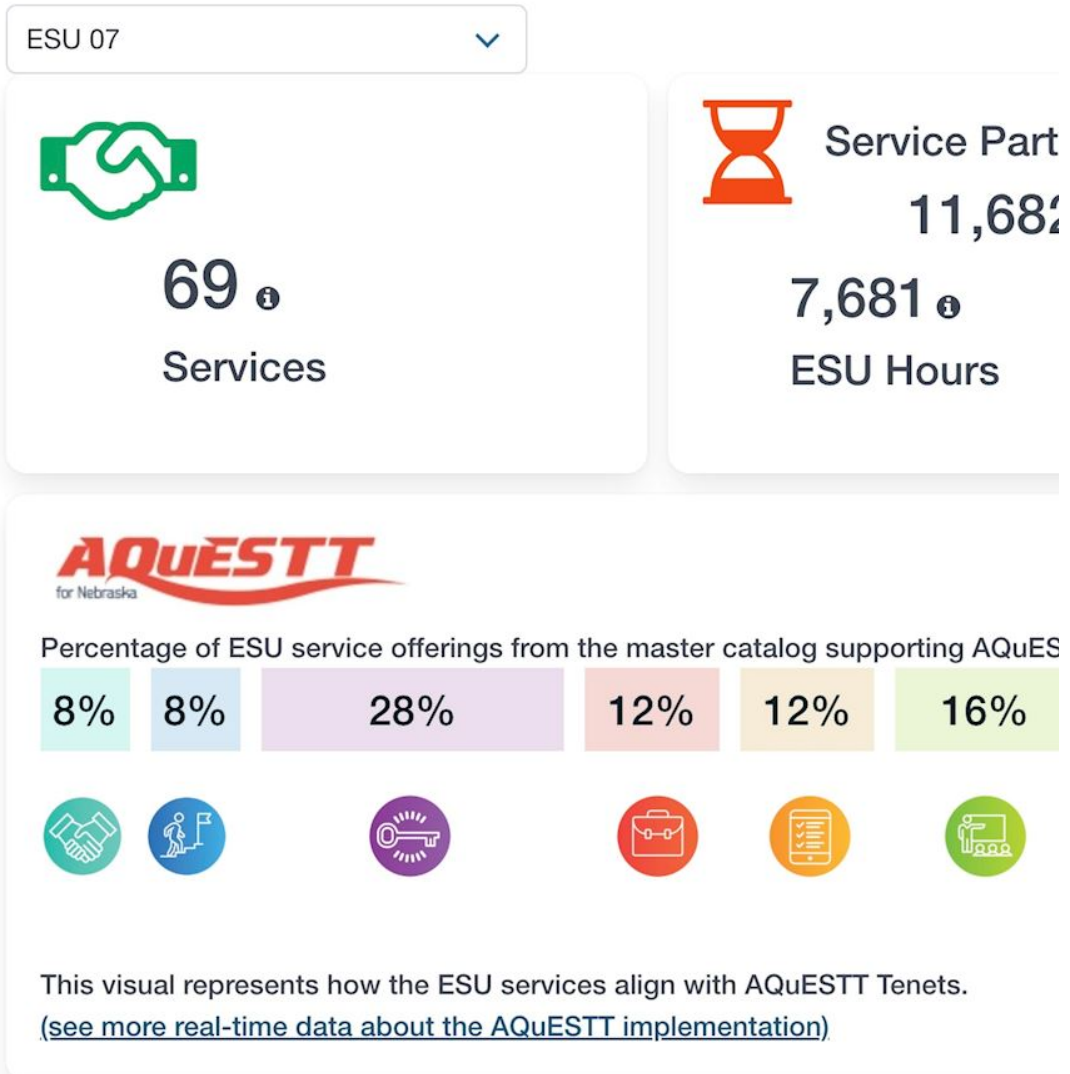 ESU 07
69
Services
Service Part
11,682
7,681
ESU Hours
AQuESTT
for Nebraska
Percentage of ESU service offerings from the master catalog supporting AQuES
8% 8% 28% 12% 12% 16%
This visual represents how the ESU services align with AQuESTT Tenets.
(see more real-time data about the AQuESTT implementation)